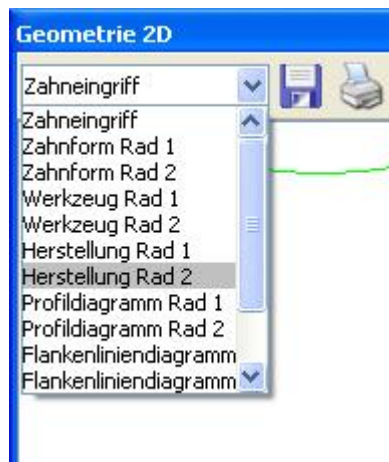 Geometrie 2D
Zahneingriff
Zahneingriff
Zahnform Rad 1
Zahnform Rad 2
Werkzeug Rad 1
Werkzeug Rad 2
Herstellung Rad 1
Herstellung Rad 2
Profildiagramm Rad 1
Profildiagramm Rad 2
Flankenliniendiagramm
Flankenliniendiagramm